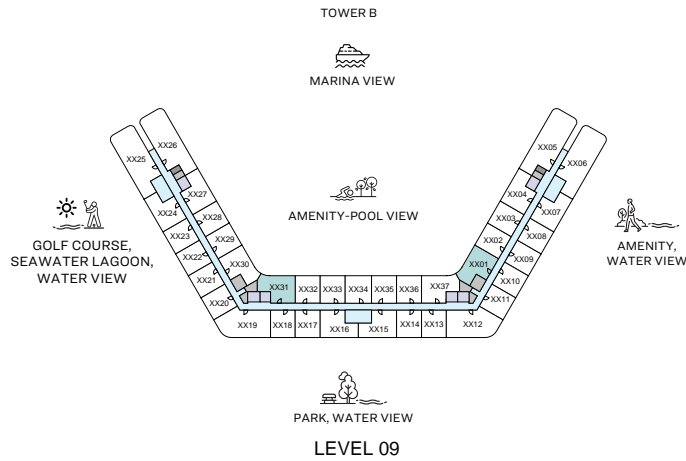 TOWER B
MARINA VIEW
XX26
XX05
XX25
XX06
XX27
XX04
XX24
XX07
XX28
XX03
XX23
XX08
XX29
XX02
XX22
XX09
XX30
XX01
XX21
XX10
XX20
XX11
AMENITY-POOL VIEW
GOLF COURSE,
SEAWATER LAGOON,
WATER VIEW
AMENITY,
WATER VIEW
XX31 XX32 XX33 XX34 XX35 XX36 XX37
XX19 XX18 XX17 XX16 XX15 XX14 XX13 XX12
PARK, WATER VIEW
LEVEL 09